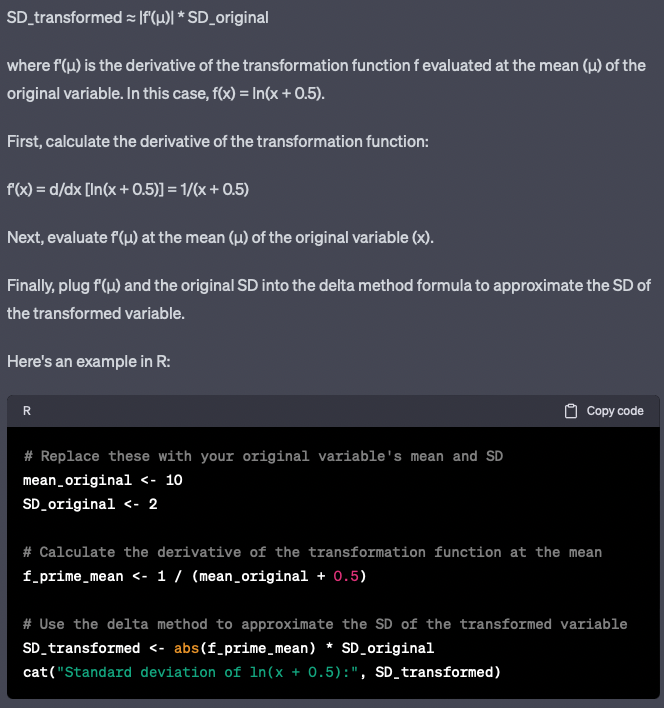 SD_transformed ≈ |f'(μ)| * SD_original
where f'(μ) is the derivative of the transformation function f evaluated at the mean (μ) of the
original variable. In this case, f(x) = ln(x + 0.5).
First, calculate the derivative of the transformation function:
f'(x) = d/dx [ln(x + 0.5)] = 1/(x + 0.5)
Next, evaluate f'(μ) at the mean (μ) of the original variable (x).
Finally, plug f'(μ) and the original SD into the delta method formula to approximate the SD of
the transformed variable.
Here's an example in R:
R Copy code
# Replace these with your original variable's mean and SD
mean_original <- 10
SD_original <- 2
# Calculate the derivative of the transformation function at the mean
f_prime_mean <- 1 / (mean_original + 0.5)
# Use the delta method to approximate the SD of the transformed variable
SD_transformed <- abs(f_prime_mean) * SD_original
cat("Standard deviation of ln(x + 0.5):", SD_transformed)